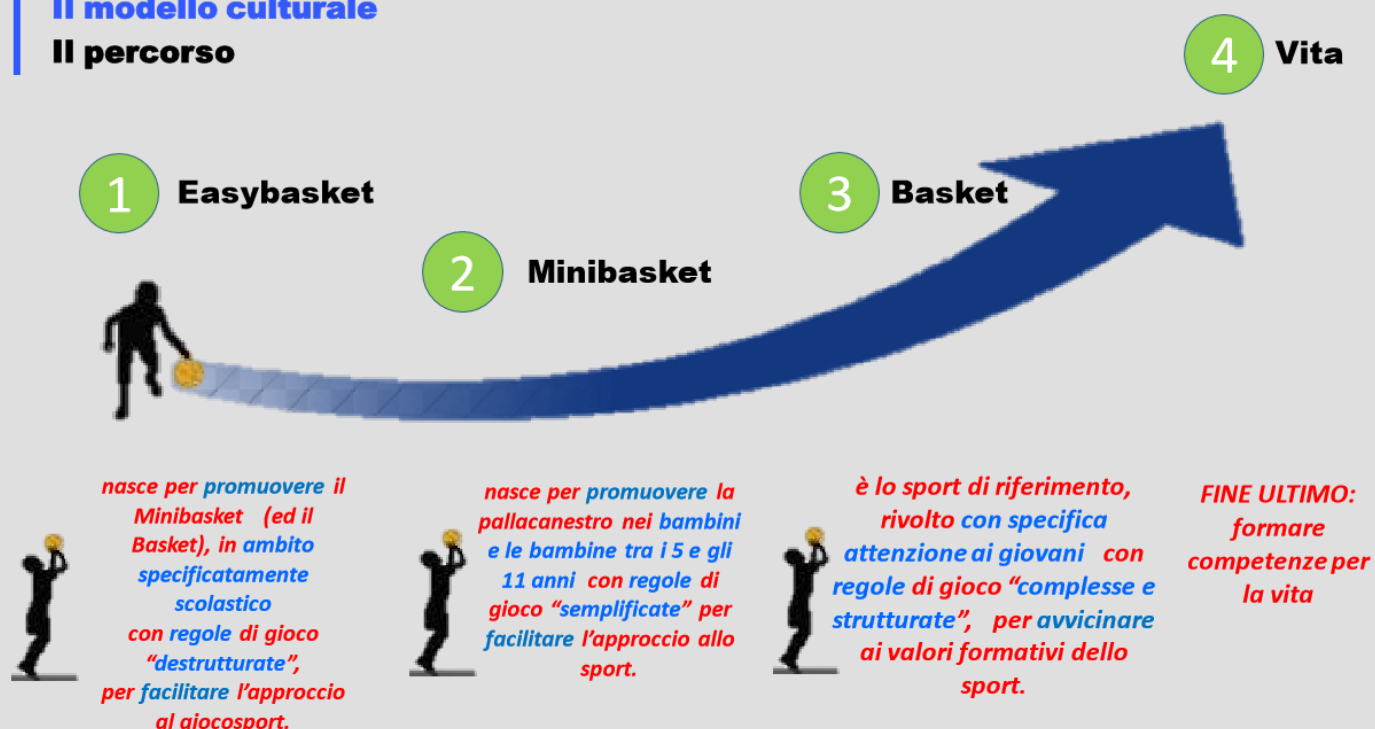 Il modello culturale
Il percorso
4
Vita
1
Easybasket
3
Basket
2
Minibasket
nasce per promuovere il
Minibasket (ed il
Basket), in ambito
specificatamente
scolastico
con regole di gioco
“destrutturate”,
per facilitare l’approccio
al giocosport.
nasce per promuovere la
pallacanestro nei bambini
e le bambine tra i 5 e gli
11 anni con regole di
gioco “semplificate” per
facilitare l’approccio allo
sport.
è lo sport di riferimento,
rivolto con specifica
attenzione ai giovani con
regole di gioco “complesse e
strutturate”, per avvicinare
ai valori formativi dello
sport.
FINE ULTIMO:
formare
competenze per
la vita